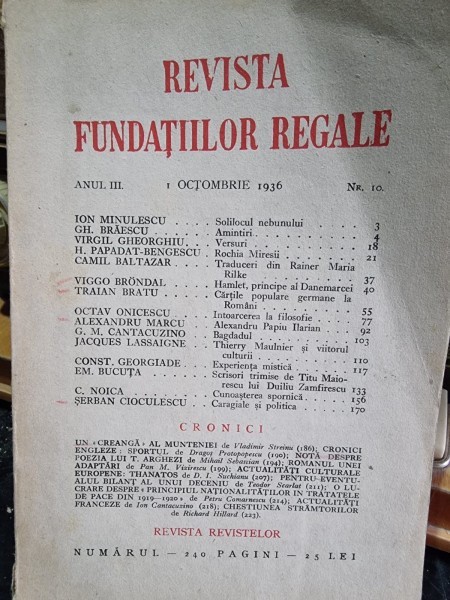 REVISTA
FUNDAȚIILOR REGALE
ANUL III. 1 OCTOMBRIE 1936 Nr. 10.
ION MINULESCU . . . . Solilocul nebunului 3
GH. BRĂESCU . . . . . Amintiri . . . . . . 4
VIRGIL GHEORGHIU . . . Versuri . . . . . . 18
H. PAPADAT-BENGESCU . Rochia Miresii . . . . 21
CAMIL BALTAZAR . . . . Traduceri din Rainer Maria
Rilke . . . . . . 37
VIGGO BRÖNDAL . . . . Hamlet, principe al Danemarcei 40
TRAIAN BRATU . . . . . Cărțile populare germane la
Români . . . . . . 55
OCTAV ONICESCU . . . . Intoarcerea la filosofie . . 77
ALEXANDRU MARCU . . . Alexandru Papiu Ilarian . . 92
G. M. CANTACUZINO . . Bagdadul . . . . . . 103
JACQUES LASSAIGNE . . Thierry Maulnier și viitorul
culturii . . . . . . 110
CONST. GEORGIADE . . . Experiența mistică . . . . 117
EM. BUCUȚA . . . . . . Scrisori trimise de Titu Maio-
rescu lui Duiliu Zamfirescu 133
C. NOICA . . . . . . . Cunoașterea spornică . . . 156
ȘERBAN CIOCULESCU . . Caragiale și politica . . . 170
CRONICI
UN «CREANGĂ» AL MUNTENIEI de Vladimir Streinu (186); CRONICI
ENGLEZE: SPORTUL de Dragoș Protopopescu (190); NOTĂ DESPRE
POEZIA LUI T. ARGHEZI de Mihail Sebastian (194); ROMANUL UNEI
ADAPTĂRI de Pan M. Vizirescu (199); ACTUALITĂȚI CULTURALE
EUROPENE: THANATOS de D. I. Suchianu (207); PENTRU-EVENTU-
ALUL BILANȚ AL UNUI DECENIU de Teodor Scarlat (211); O LU-
CRARE DESPRE «PRINCIPIUL NAȚIONALITĂȚILOR IN TRATATELE
DE PACE DIN 1919—1920» de Petru Comarnescu (214); ACTUALITĂȚI
FRANCEZE de Ion Cantacuzino (218); CHESTIUNEA STRÂMTORILOR
de Richard Hillard (223).
REVISTA REVISTELOR
NUMĂRUL — 240 PAGINI — 25 LEI